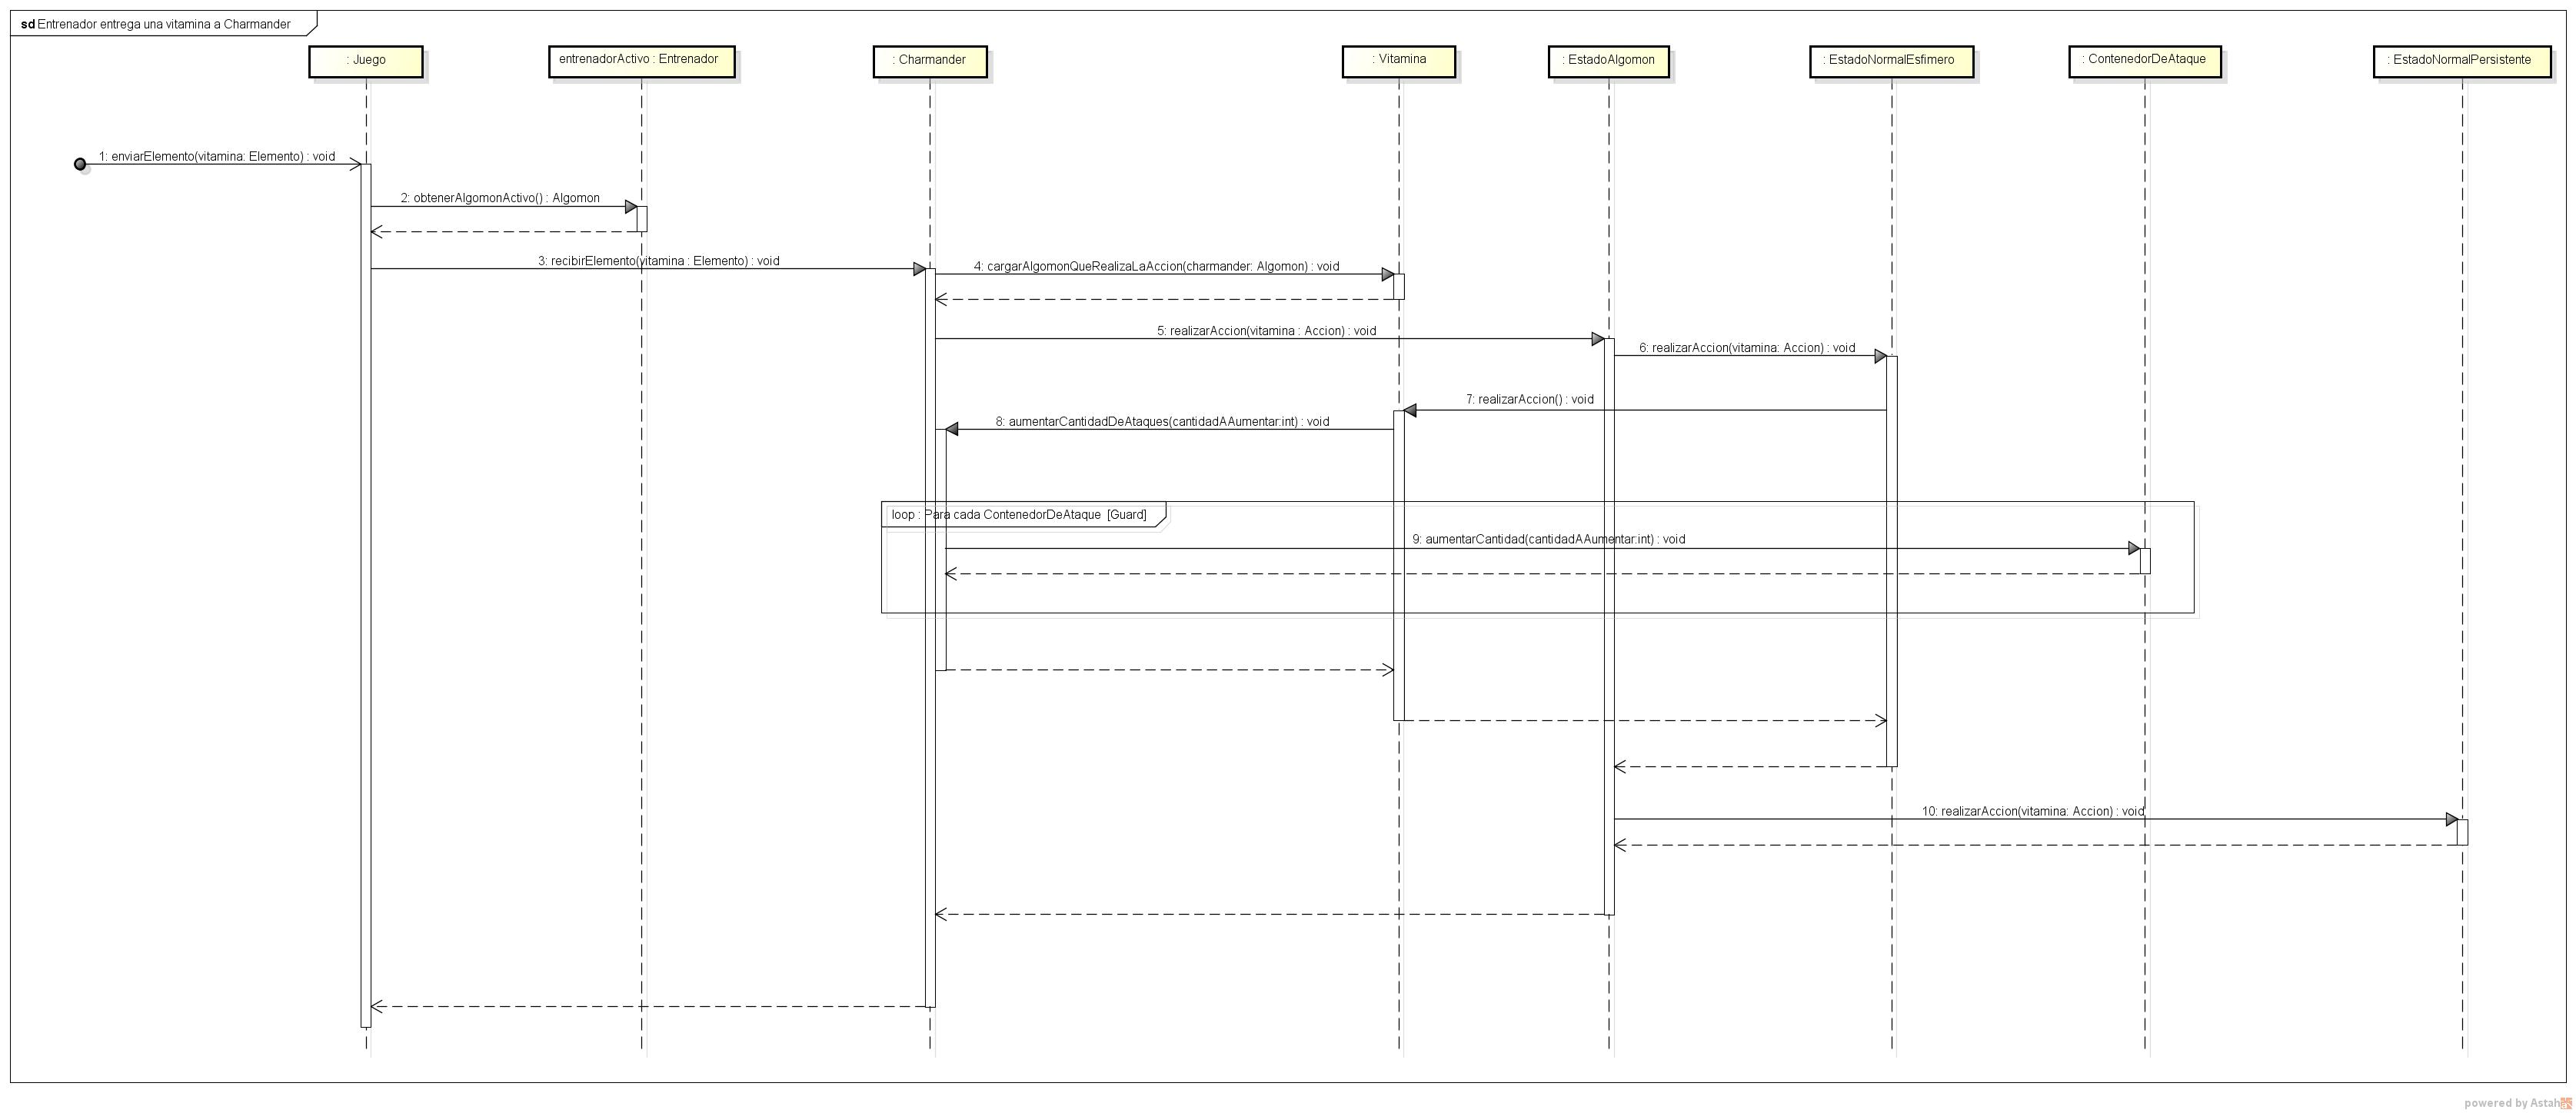 sd Entrenador entrega una vitamina a Charmander
: Juego
entrenadorActivo : Entrenador
: Charmander
: Vitamina
: EstadoAlgomon
: EstadoNormalEsfimero
: ContenedorDeAtaque
: EstadoNormalPersistente
1: enviarElemento(vitamina: Elemento) : void
2: obtenerAlgomonActivo() : Algomon
3: recibirElemento(vitamina : Elemento) : void
4: cargarAlgomonQueRealizaLaAccion(charmander: Algomon) : void
5: realizarAccion(vitamina : Accion) : void
6: realizarAccion(vitamina: Accion) : void
7: realizarAccion() : void
8: aumentarCantidadDeAtaques(cantidadAAumentar:int) : void
loop : Para cada ContenedorDeAtaque [Guard]
9: aumentarCantidad(cantidadAAumentar:int) : void
10: realizarAccion(vitamina: Accion) : void
powered by Astah